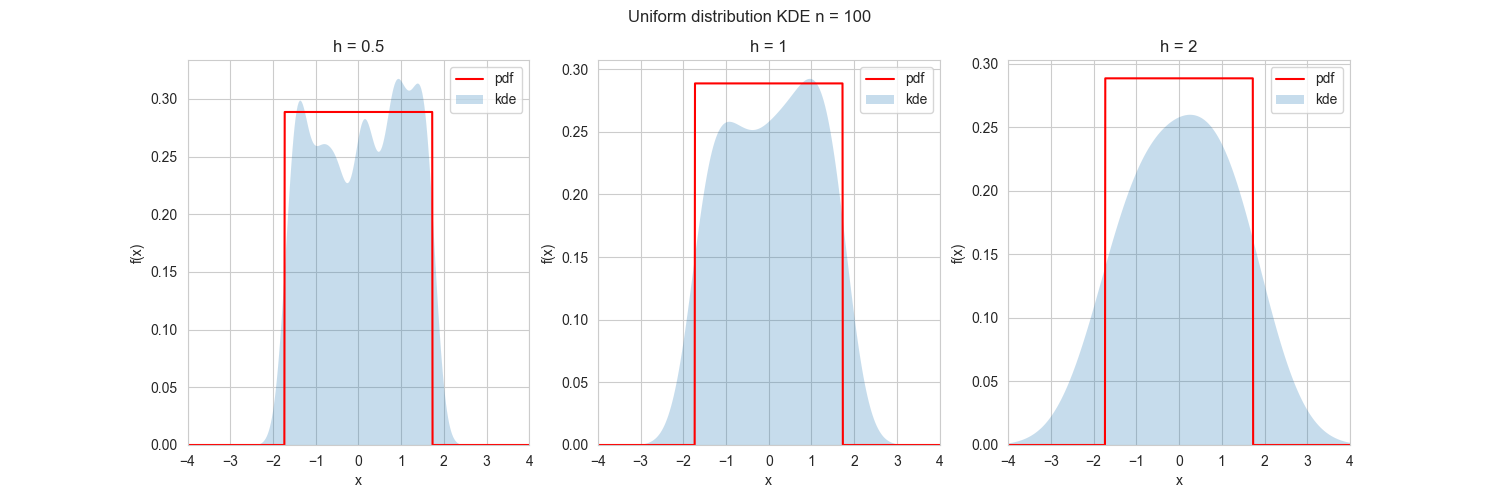 Uniform distribution KDE n = 100
h = 0.5
pdf
kde
f(x)
0.30
0.25
0.20
0.15
0.10
0.05
0.00
−4 −3 −2 −1 0 1 2 3 4
x
h = 1
pdf
kde
f(x)
0.30
0.25
0.20
0.15
0.10
0.05
0.00
−4 −3 −2 −1 0 1 2 3 4
x
h = 2
pdf
kde
f(x)
0.30
0.25
0.20
0.15
0.10
0.05
0.00
−4 −3 −2 −1 0 1 2 3 4
x